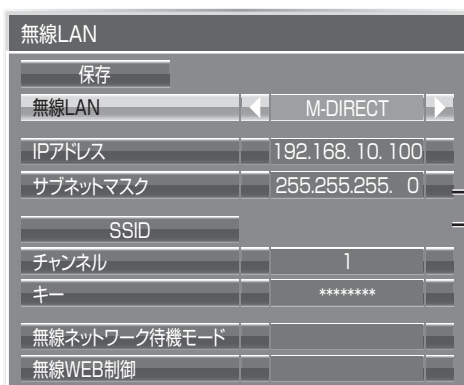 無線LAN
保存
無線LAN M-DIRECT
IPアドレス 192.168. 10. 100
サブネットマスク 255.255.255. 0
SSID
チャンネル 1
キー ********
無線ネットワーク待機モード
無線WEB制御